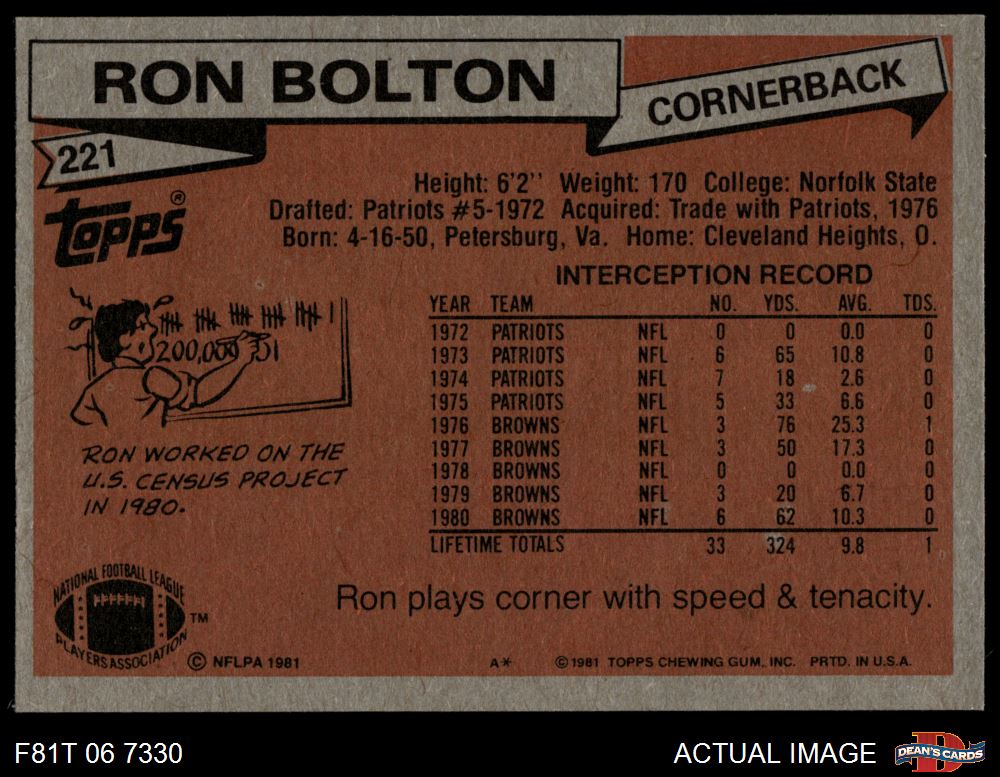 RON BOLTON
CORNERBACK
221
Topps®
Height: 6'2'' Weight: 170 College: Norfolk State
Drafted: Patriots #5-1972 Acquired: Trade with Patriots, 1976
Born: 4-16-50, Petersburg, Va. Home: Cleveland Heights, O.
INTERCEPTION RECORD
YEAR TEAM NO. YDS. AVG. TDS.
1972 PATRIOTS NFL 0 0 0.0 0
1973 PATRIOTS NFL 6 65 10.8 0
1974 PATRIOTS NFL 7 18 2.6 0
1975 PATRIOTS NFL 5 33 6.6 0
1976 BROWNS NFL 3 76 25.3 1
1977 BROWNS NFL 3 50 17.3 0
1978 BROWNS NFL 0 0 0.0 0
1979 BROWNS NFL 3 20 6.7 0
1980 BROWNS NFL 6 62 10.3 0
LIFETIME TOTALS 33 324 9.8 1
RON WORKED ON THE
U.S. CENSUS PROJECT
IN 1980.
Ron plays corner with speed & tenacity.
NATIONAL FOOTBALL LEAGUE
PLAYERS ASSOCIATION
TM
© NFLPA 1981
A* © 1981 TOPPS CHEWING GUM, INC. PRTD. IN U.S.A.
F81T 06 7330
ACTUAL IMAGE
DEAN'S CARDS